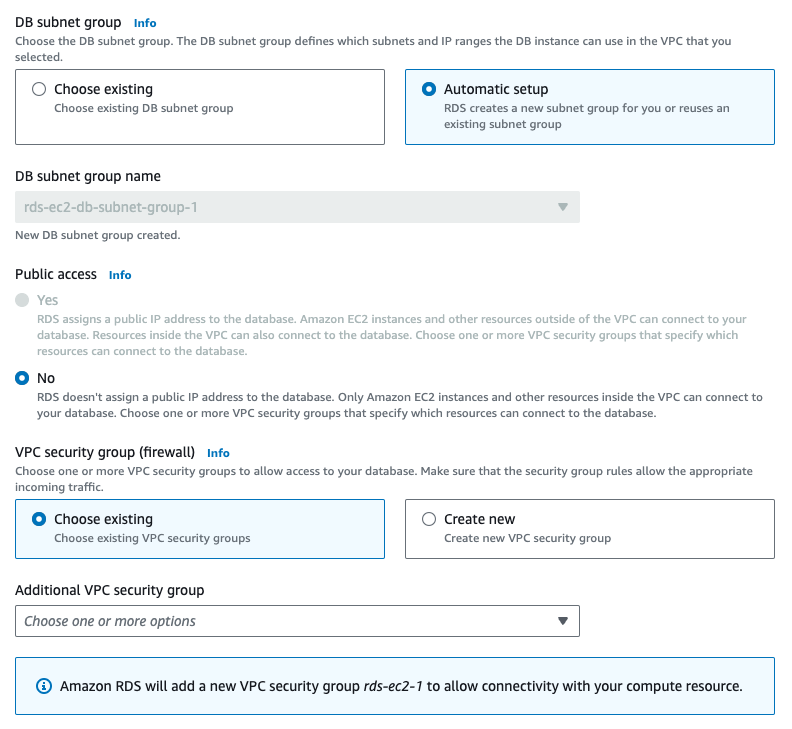 DB subnet group Info
Choose the DB subnet group. The DB subnet group defines which subnets and IP ranges the DB instance can use in the VPC that you
selected.
Choose existing
Choose existing DB subnet group
Automatic setup
RDS creates a new subnet group for you or reuses an
existing subnet group
DB subnet group name
rds-ec2-db-subnet-group-1
New DB subnet group created.
Public access Info
Yes
RDS assigns a public IP address to the database. Amazon EC2 instances and other resources outside of the VPC can connect to your
database. Resources inside the VPC can also connect to the database. Choose one or more VPC security groups that specify which
resources can connect to the database.
No
RDS doesn't assign a public IP address to the database. Only Amazon EC2 instances and other resources inside the VPC can connect to
your database. Choose one or more VPC security groups that specify which resources can connect to the database.
VPC security group (firewall) Info
Choose one or more VPC security groups to allow access to your database. Make sure that the security group rules allow the appropriate
incoming traffic.
Choose existing
Choose existing VPC security groups
Create new
Create new VPC security group
Additional VPC security group
Choose one or more options
Amazon RDS will add a new VPC security group rds-ec2-1 to allow connectivity with your compute resource.